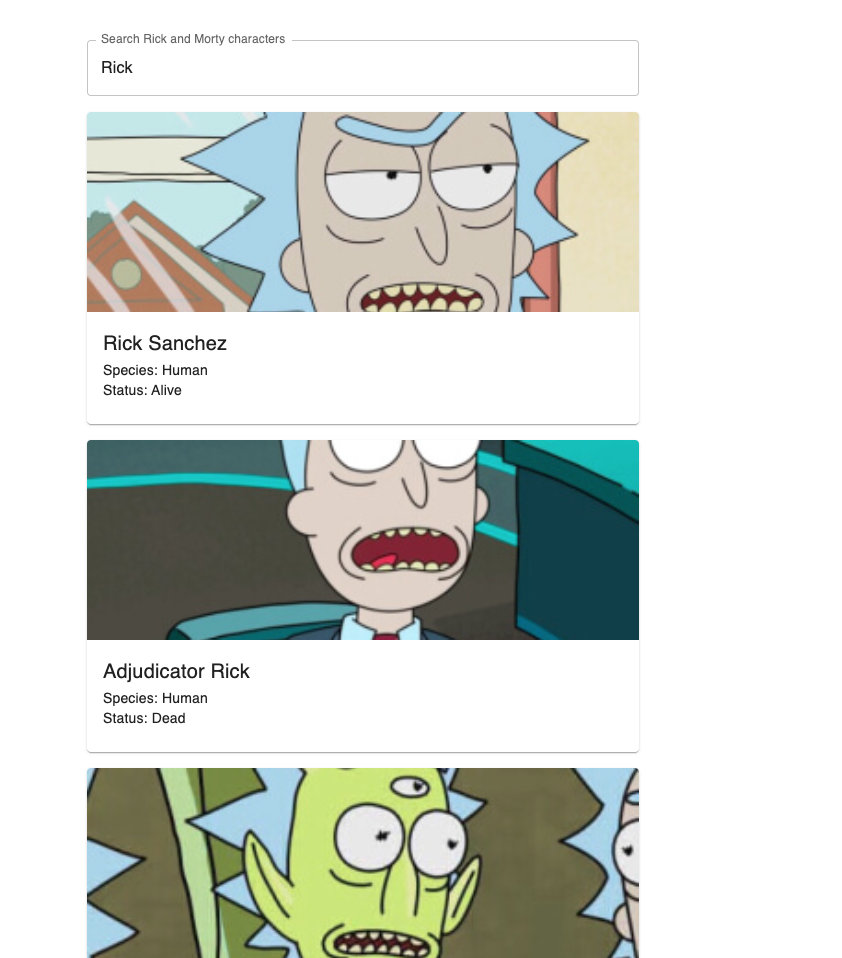 Search Rick and Morty characters
Rick
Rick Sanchez
Species: Human
Status: Alive
Adjudicator Rick
Species: Human
Status: Dead